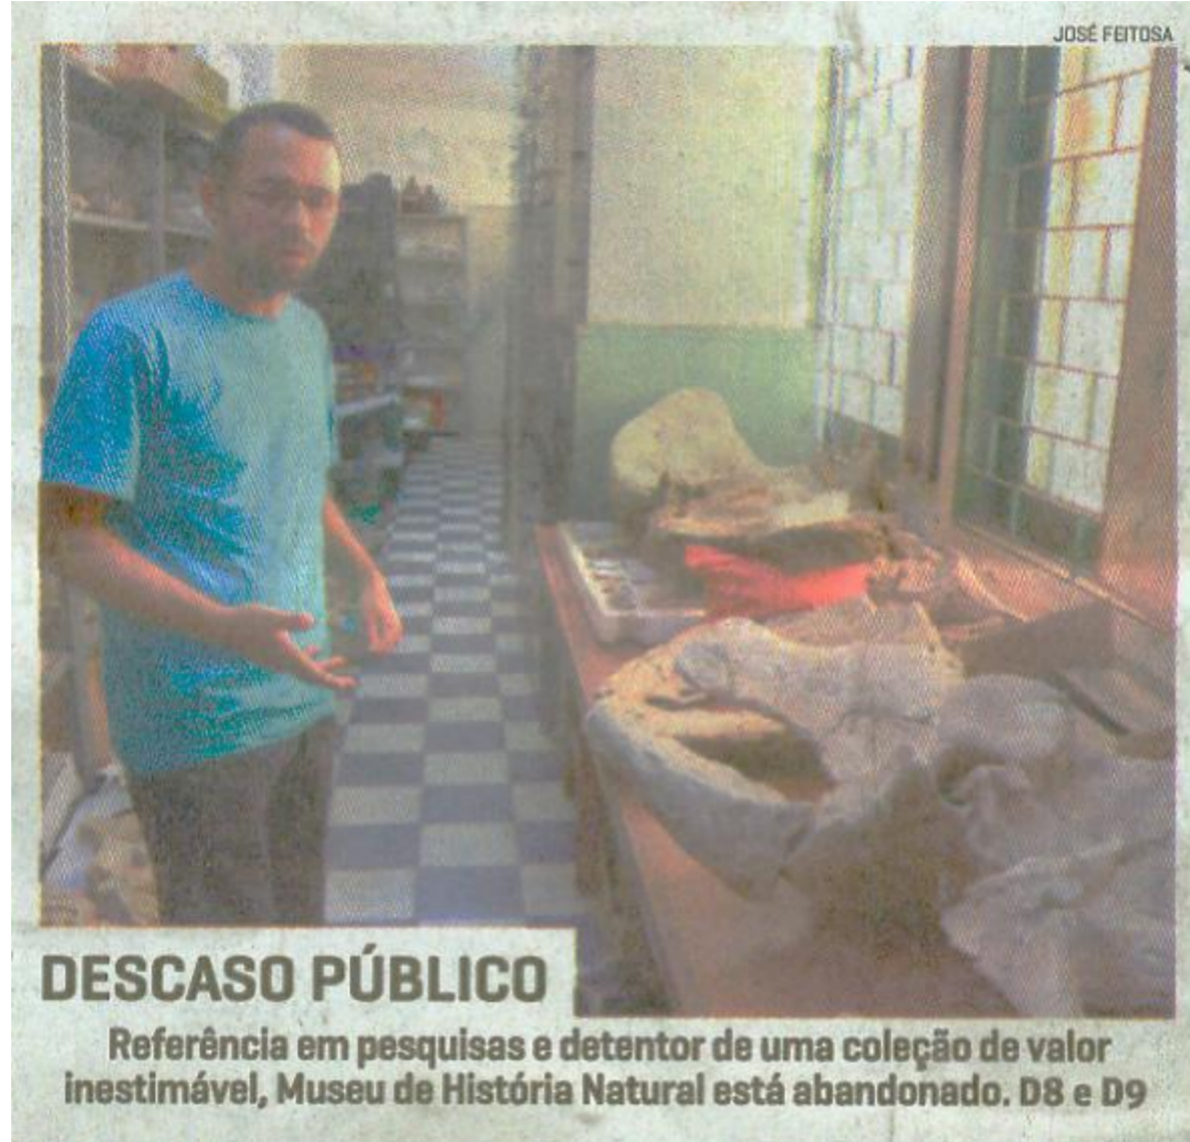 JOSÉ FEITOSA
DESCASO PÚBLICO
Referência em pesquisas e detentor de uma coleção de valor
inestimável, Museu de História Natural está abandonado. D8 e D9